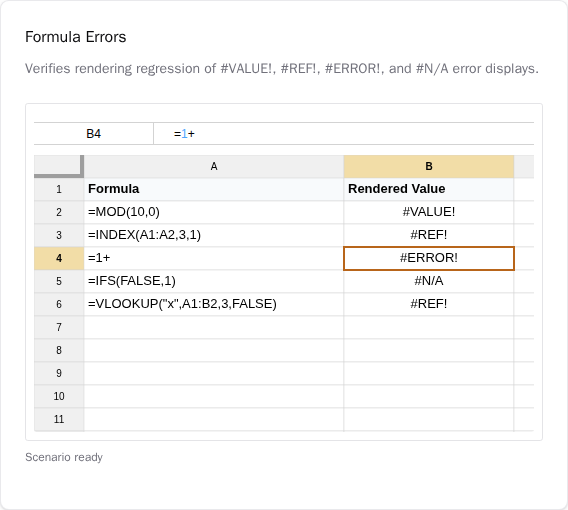 Formula Errors
Verifies rendering regression of #VALUE!, #REF!, #ERROR!, and #N/A error displays.
B4 =1+
A B
1 Formula Rendered Value
2 =MOD(10,0) #VALUE!
3 =INDEX(A1:A2,3,1) #REF!
4 =1+ #ERROR!
5 =IFS(FALSE,1) #N/A
6 =VLOOKUP("x",A1:B2,3,FALSE) #REF!
7
8
9
10
11
Scenario ready